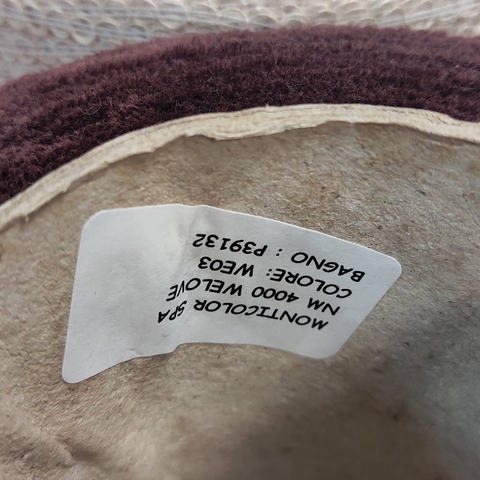 MONTICOLOR SPA
NM 4000 WELOVE
COLORE: WE03
BAGNO : P39132